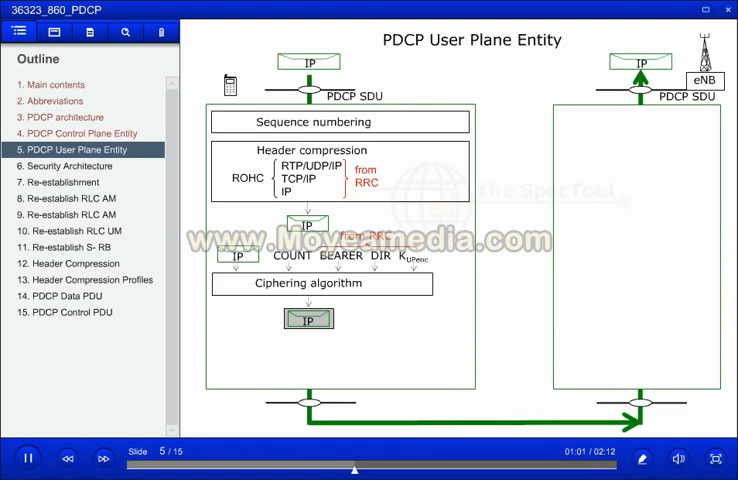 36323_860_PDCP
Outline
1. Main contents
2. Abbreviations
3. PDCP architecture
4. PDCP Control Plane Entity
5. PDCP User Plane Entity
6. Security Architecture
7. Re-establishment
8. Re-establish RLC AM
9. Re-establish RLC AM
10. Re-establish RLC UM
11. Re-establish S- RB
12. Header Compression
13. Header Compression Profiles
14. PDCP Data PDU
15. PDCP Control PDU
PDCP User Plane Entity
IP
IP
eNB
PDCP SDU
PDCP SDU
Sequence numbering
Header compression
ROHC
RTP/UDP/IP
TCP/IP
IP
from
RRC
The SpecTool
IP
www.Moveamedia.com
from RRC
IP
COUNT BEARER DIR KUPenc
Ciphering algorithm
IP
Slide 5 / 15
01:01 / 02:12